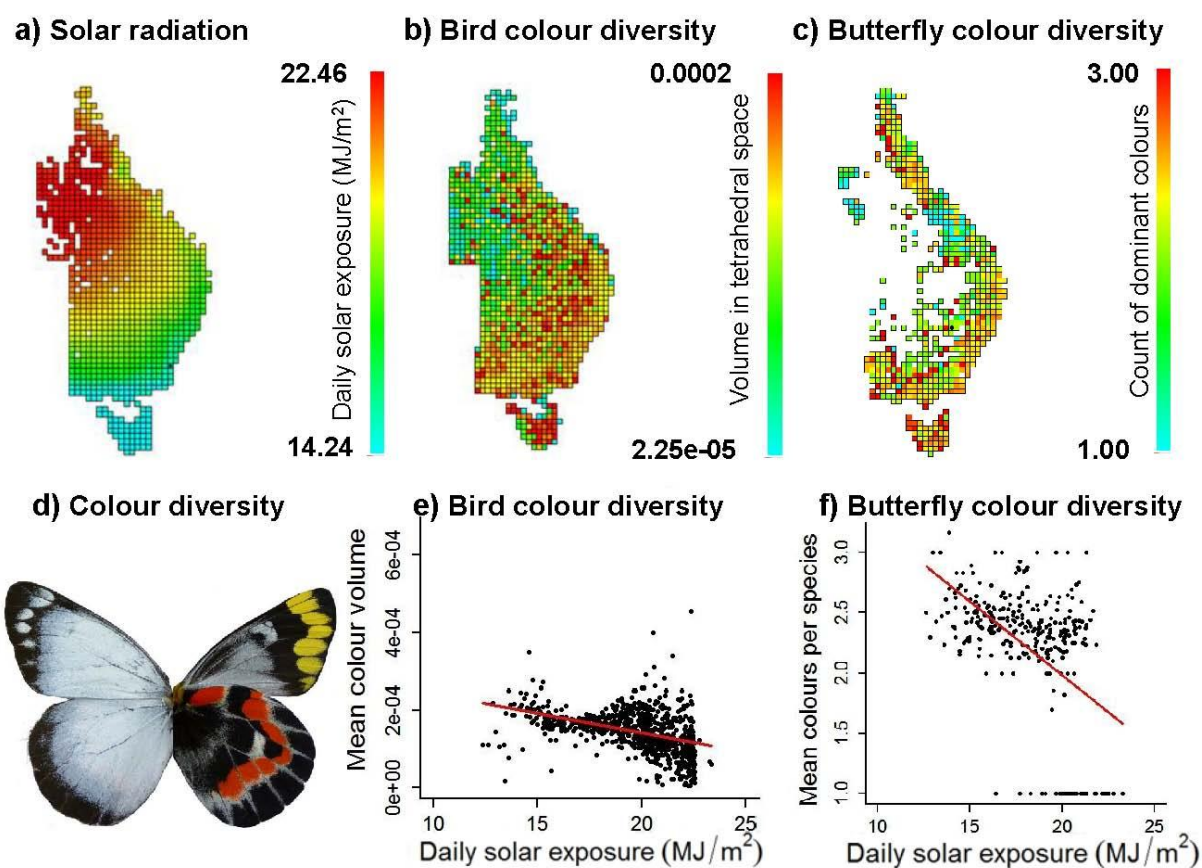 a) Solar radiation
22.46
Daily solar exposure (MJ/m²)
14.24
b) Bird colour diversity
0.0002
Volume in tetrahedral space
2.25e-05
c) Butterfly colour diversity
3.00
Count of dominant colours
1.00
d) Colour diversity
e) Bird colour diversity
Mean colour volume
6e-04
4e-04
2e-04
0e+00
10 15 20 25
Daily solar exposure (MJ/m²)
f) Butterfly colour diversity
Mean colours per species
3.0
2.5
2.0
1.5
1.0
10 15 20 25
Daily solar exposure (MJ/m²)